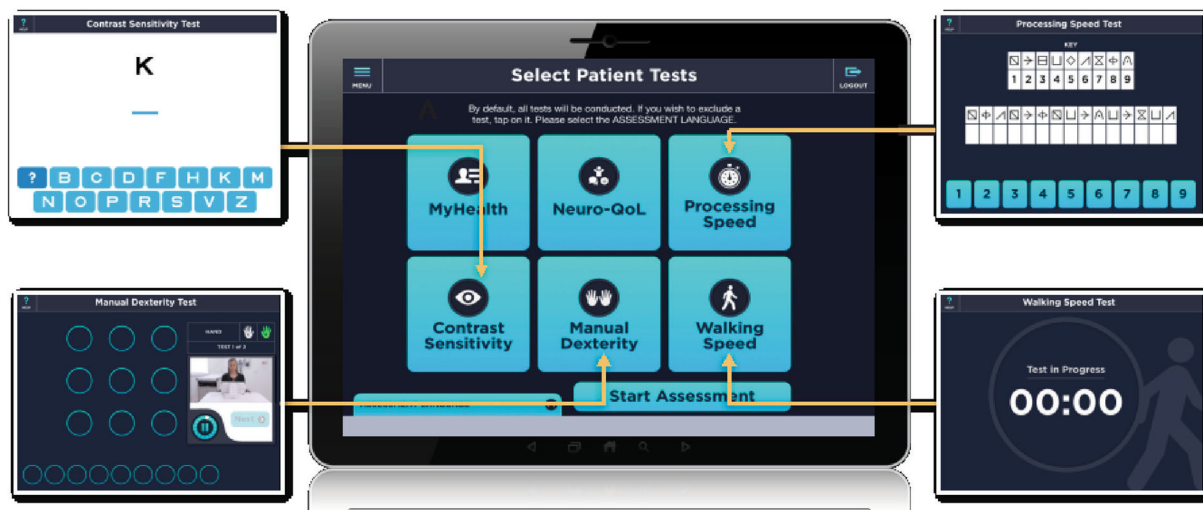 ?
HELP
Contrast Sensitivity Test
K
? B C D F H K M
N O P R S V Z
?
HELP
Manual Dexterity Test
HAND
TEST 1 of 2
Next
MENU
Select Patient Tests
LOGOUT
A
By default, all tests will be conducted. If you wish to exclude a
test, tap on it. Please select the ASSESSMENT LANGUAGE.
MyHealth
Neuro-QoL
Processing
Speed
Contrast
Sensitivity
Manual
Dexterity
Walking
Speed
Start Assessment
?
HELP
Processing Speed Test
KEY
1 2 3 4 5 6 7 8 9
1 2 3 4 5 6 7 8 9
?
HELP
Walking Speed Test
Test in Progress
00:00